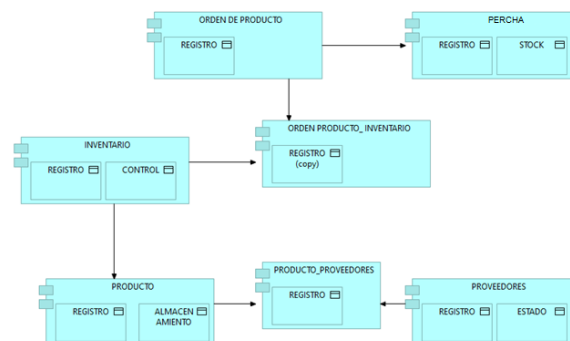 ORDEN DE PRODUCTO
REGISTRO
PERCHA
REGISTRO
STOCK
ORDEN PRODUCTO_ INVENTARIO
REGISTRO
(copy)
INVENTARIO
REGISTRO
CONTROL
PRODUCTO
REGISTRO
ALMACEN
AMIENTO
PRODUCTO_PROVEEDORES
REGISTRO
PROVEEDORES
REGISTRO
ESTADO